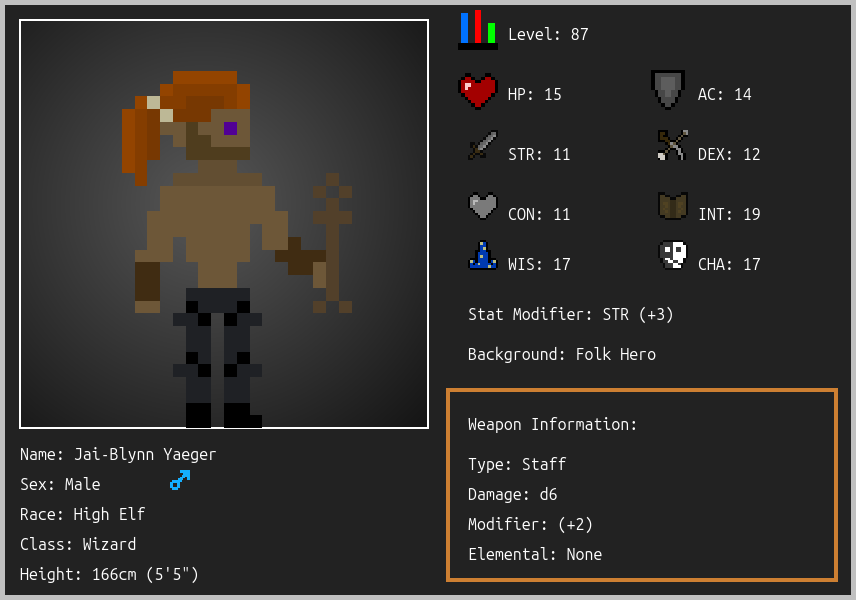 Level: 87
HP: 15
AC: 14
STR: 11
DEX: 12
CON: 11
INT: 19
WIS: 17
CHA: 17
Stat Modifier: STR (+3)
Background: Folk Hero
Weapon Information:
Type: Staff
Damage: d6
Modifier: (+2)
Elemental: None
Name: Jai-Blynn Yaeger
Sex: Male
Race: High Elf
Class: Wizard
Height: 166cm (5'5")